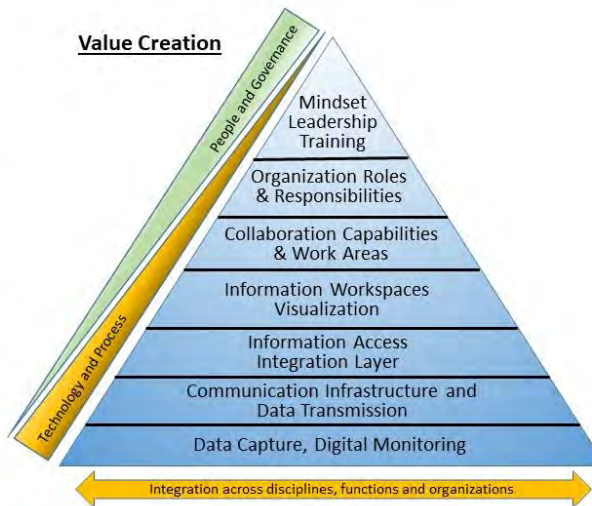 Value Creation
People and Governance
Technology and Process
Mindset
Leadership
Training
Organization Roles
& Responsibilities
Collaboration Capabilities
& Work Areas
Information Workspaces
Visualization
Information Access
Integration Layer
Communication Infrastructure and
Data Transmission
Data Capture, Digital Monitoring
Integration across disciplines, functions and organizations